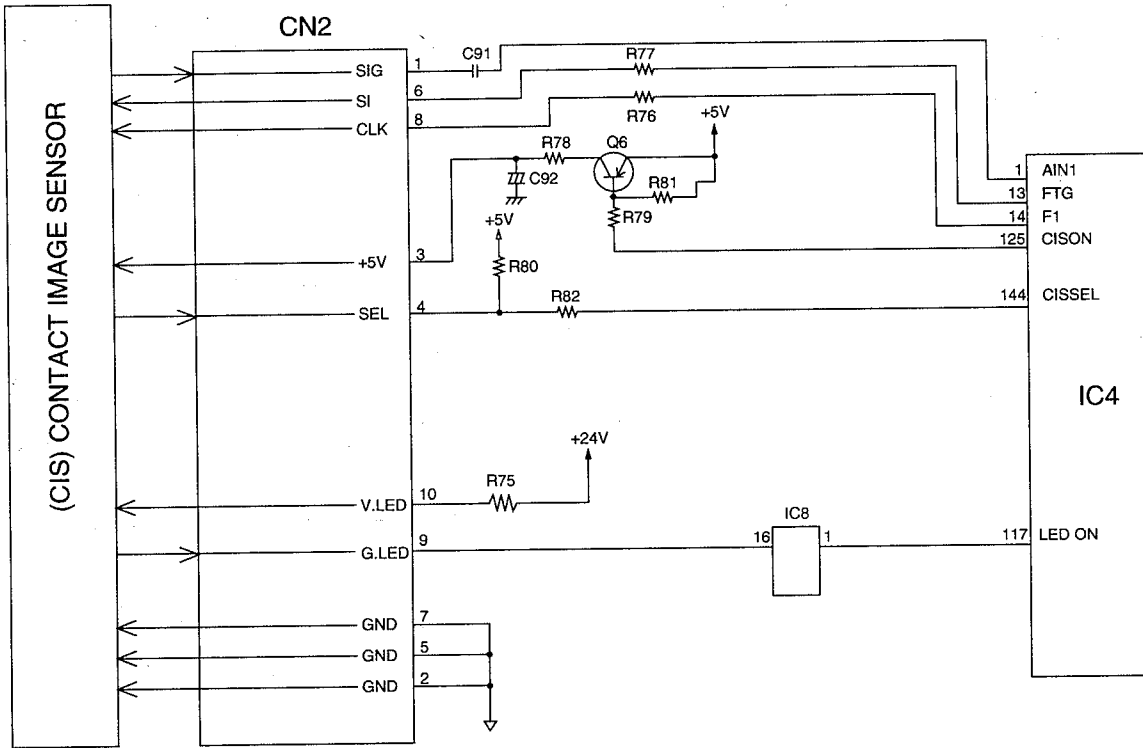 CN2
(CIS) CONTACT IMAGE SENSOR
SIG 1 C91
R77
SI 6
CLK 8
R76
+5V
R78 Q6
C92
R81
R79
1 AIN1
13 FTG
14 F1
125 CISON
+5V
+5V 3
R80
SEL 4
R82
144 CISSEL
IC4
+24V
R75
V.LED 10
IC8
G.LED 9
16 1
117 LED ON
GND 7
GND 5
GND 2